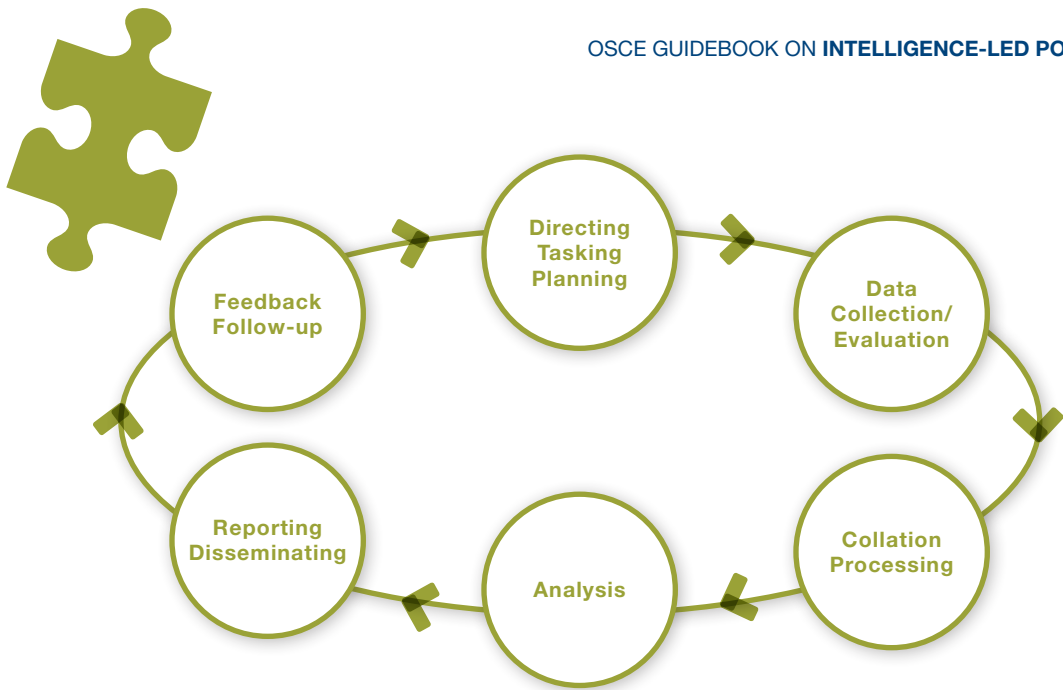 OSCE GUIDEBOOK ON INTELLIGENCE-LED PO
Directing
Tasking
Planning
Data
Collection/
Evaluation
Collation
Processing
Analysis
Reporting
Disseminating
Feedback
Follow-up